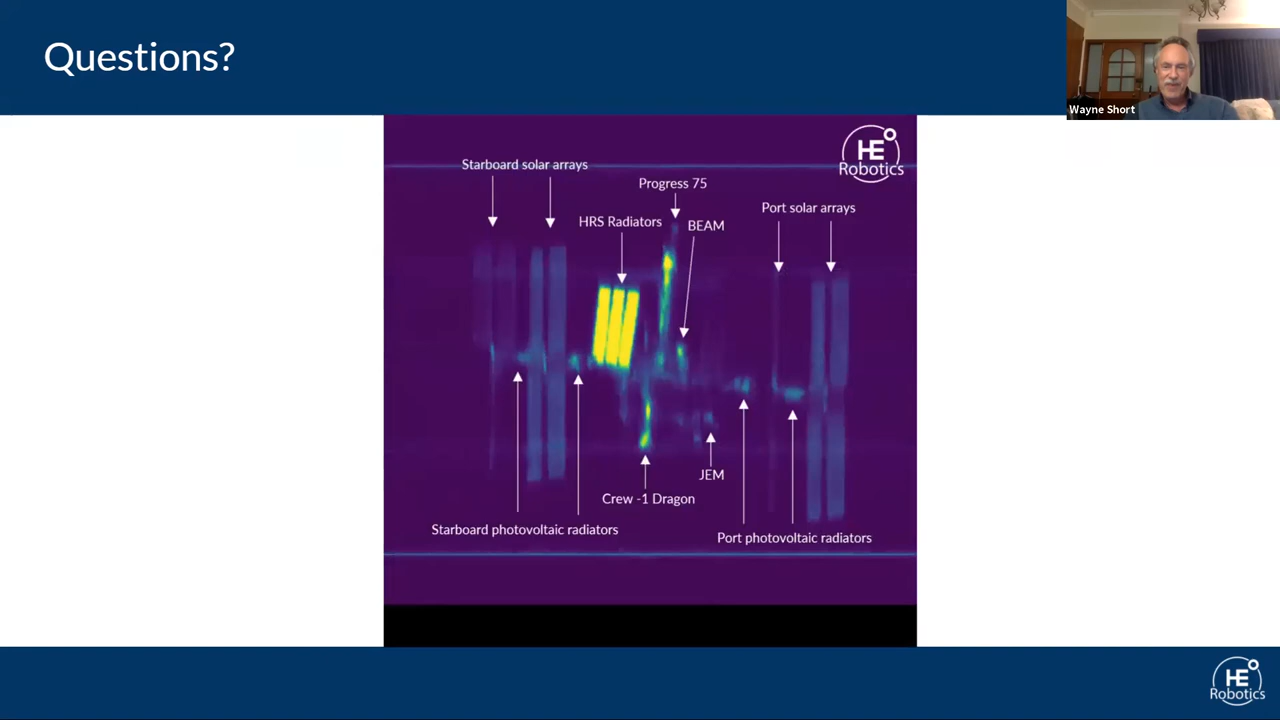 Questions?
Wayne Short
HE
Robotics
Starboard solar arrays
Progress 75
Port solar arrays
HRS Radiators
BEAM
JEM
Crew -1 Dragon
Starboard photovoltaic radiators
Port photovoltaic radiators
HE
Robotics